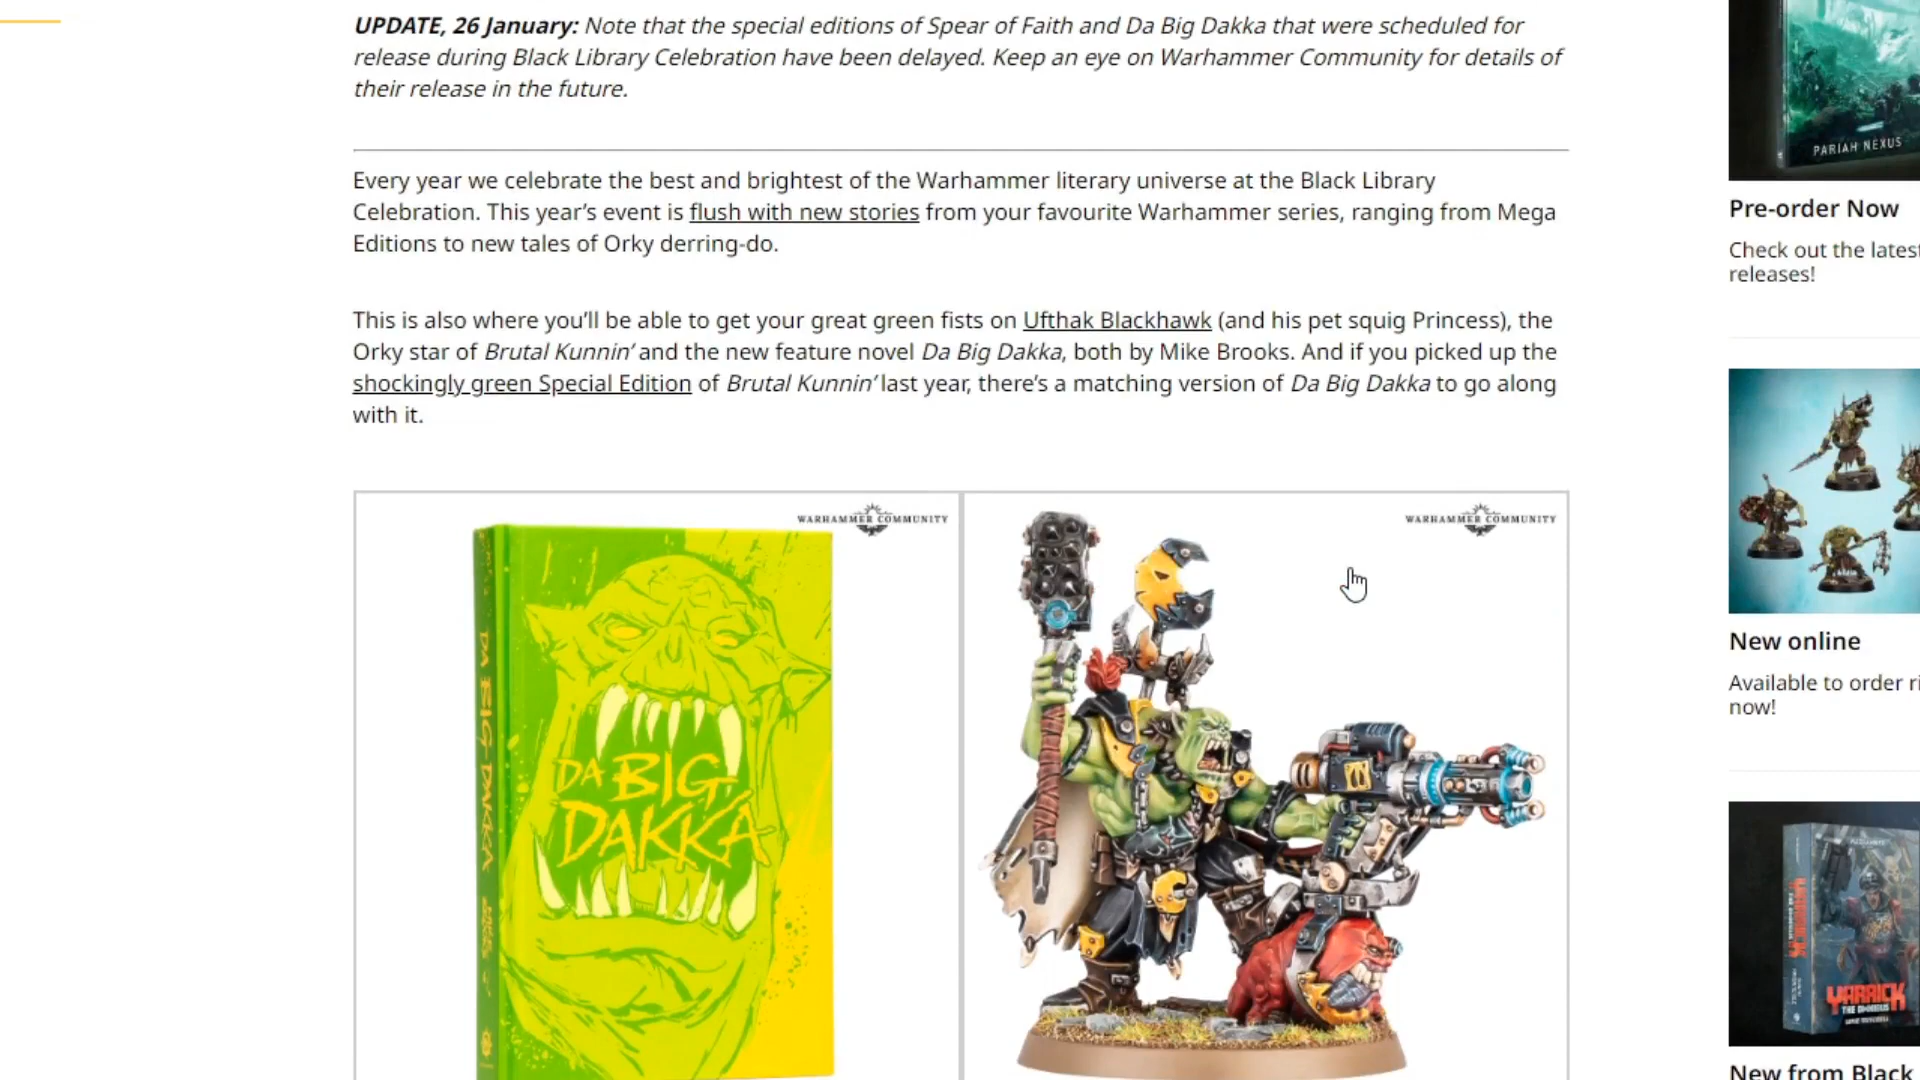 UPDATE, 26 January: Note that the special editions of Spear of Faith and Da Big Dakka that were scheduled for
release during Black Library Celebration have been delayed. Keep an eye on Warhammer Community for details of
their release in the future.
Every year we celebrate the best and brightest of the Warhammer literary universe at the Black Library
Celebration. This year’s event is flush with new stories from your favourite Warhammer series, ranging from Mega
Editions to new tales of Orky derring-do.
This is also where you’ll be able to get your great green fists on Ufthak Blackhawk (and his pet squig Princess), the
Orky star of Brutal Kunnin’ and the new feature novel Da Big Dakka, both by Mike Brooks. And if you picked up the
shockingly green Special Edition of Brutal Kunnin’ last year, there’s a matching version of Da Big Dakka to go along
with it.
WARHAMMER COMMUNITY
DA BIG DAKKA
DA BIG
DAKKA
WARHAMMER COMMUNITY
PARIAH NEXUS
Pre-order Now
Check out the latest
releases!
New online
Available to order ri
now!
YARRICK
YARRICK
THE OMNIBUS
New from Black